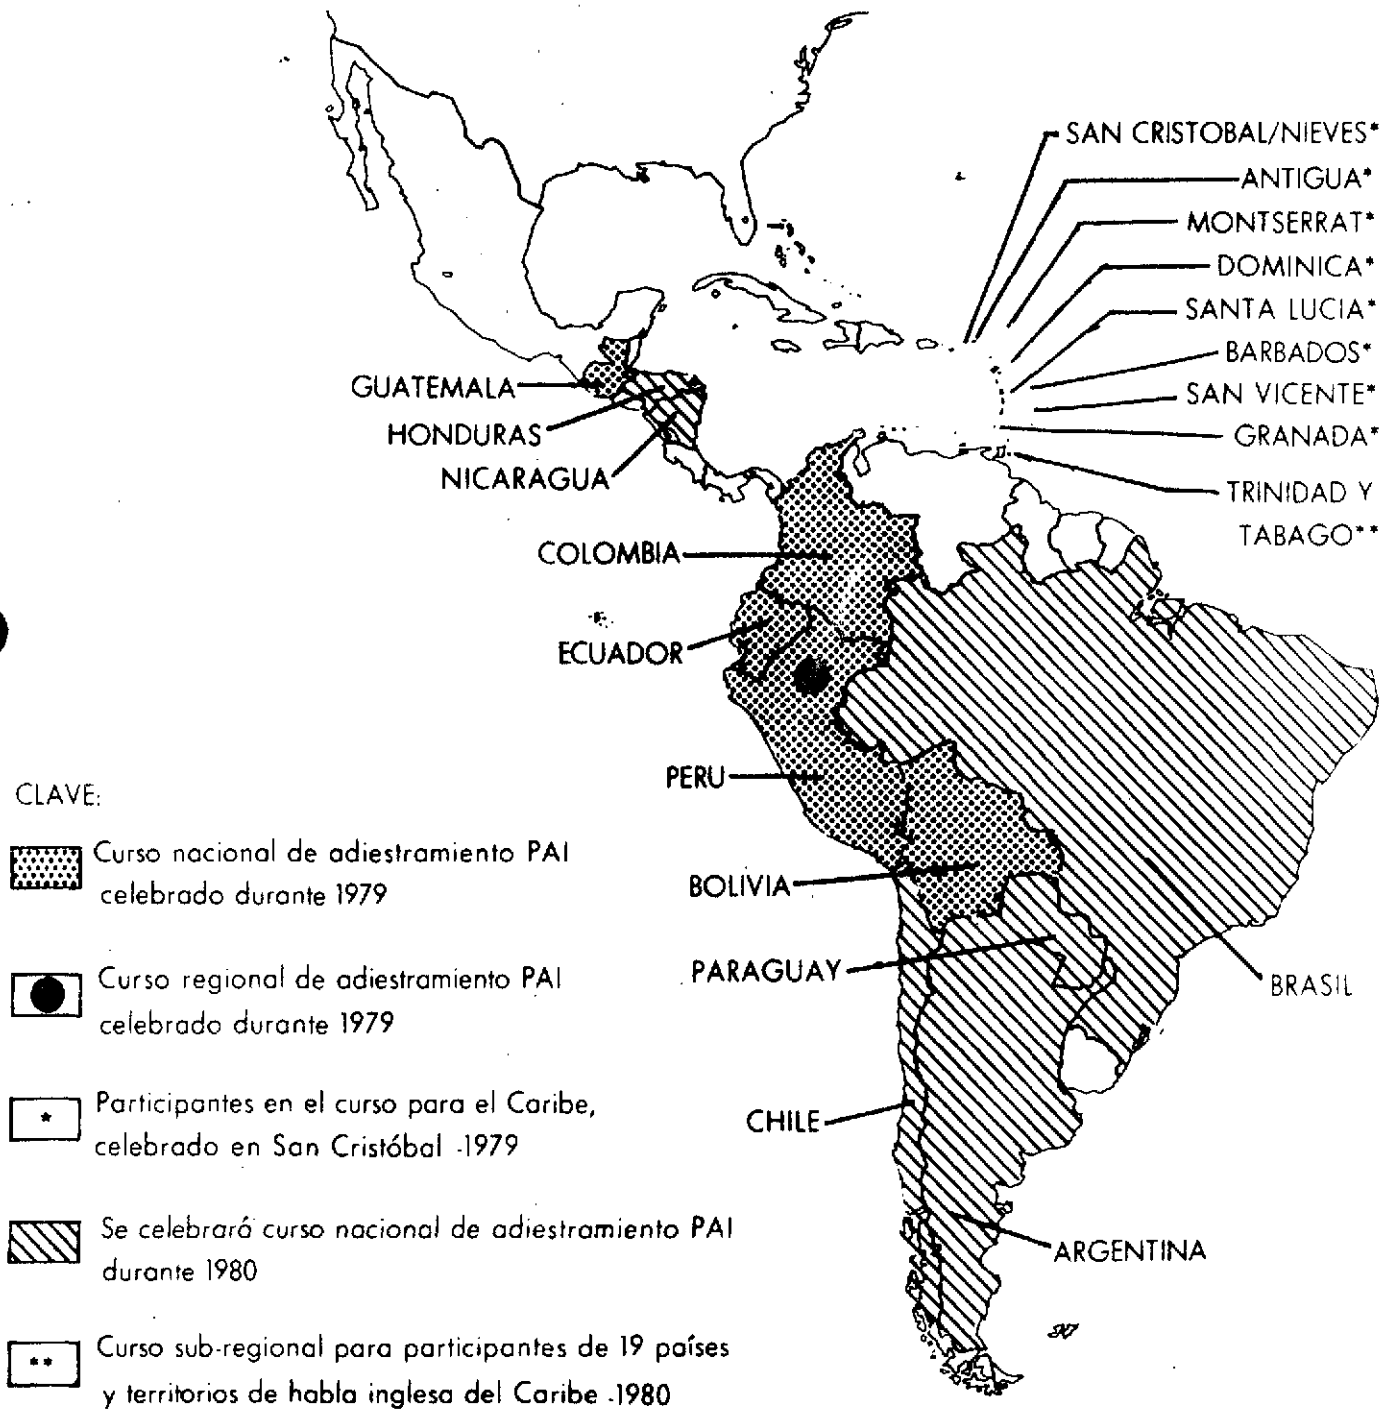 SAN CRISTOBAL/NIEVES*
ANTIGUA*
MONTSERRAT*
DOMINICA*
SANTA LUCIA*
BARBADOS*
SAN VICENTE*
GRANADA*
TRINIDAD Y
TABAGO**
GUATEMALA
HONDURAS
NICARAGUA
COLOMBIA
ECUADOR
PERU
BOLIVIA
PARAGUAY
BRASIL
CHILE
ARGENTINA
CLAVE:
Curso nacional de adiestramiento PAI
celebrado durante 1979
Curso regional de adiestramiento PAI
celebrado durante 1979
* Participantes en el curso para el Caribe,
celebrado en San Cristóbal -1979
Se celebrará curso nacional de adiestramiento PAI
durante 1980
** Curso sub-regional para participantes de 19 países
y territorios de habla inglesa del Caribe -1980